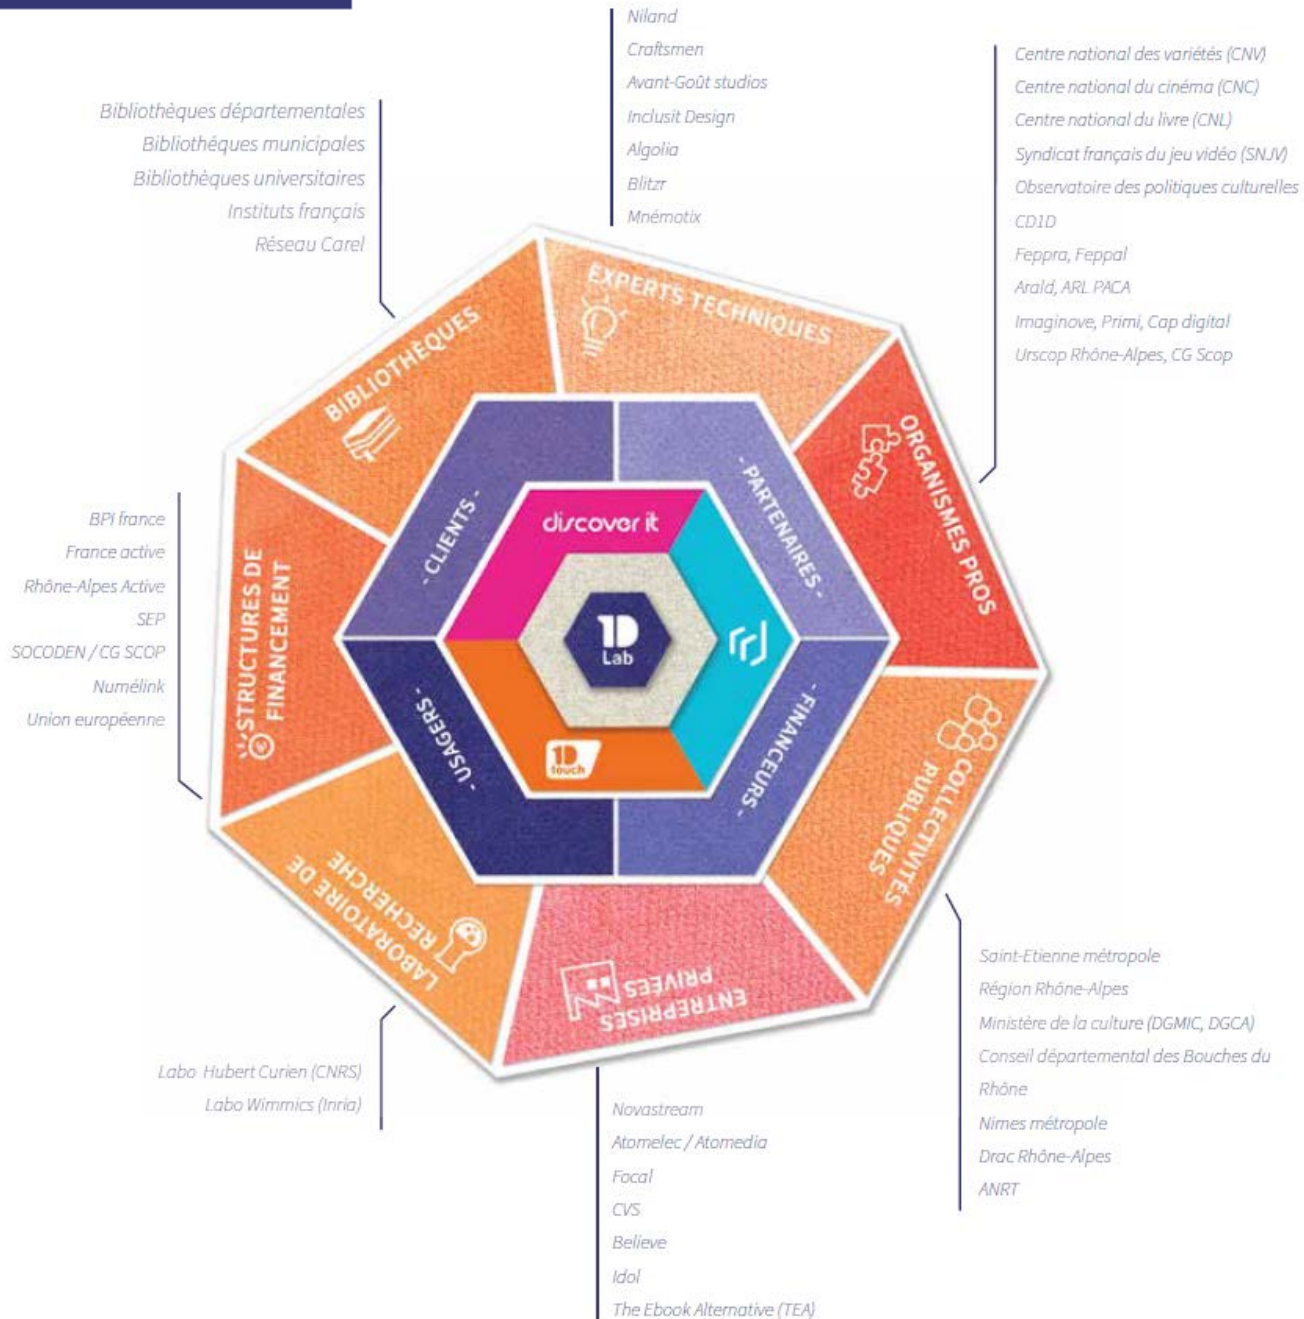 Niland
Craftsmen
Avant-Goût studios
Inclusit Design
Algolia
Blitzr
Mnémotix
Centre national des variétés (CNV)
Centre national du cinéma (CNC)
Centre national du livre (CNL)
Syndicat français du jeu vidéo (SNJV)
Observatoire des politiques culturelles
CD1D
Feppra, Feppal
Arald, ARL PACA
Imaginove, Primi, Cap digital
Urscop Rhône-Alpes, CG Scop
Bibliothèques départementales
Bibliothéques municipales
Bibliothèques universitaires
Instituts français
Réseau Carel
EXPERTS TECHNIQUES
BIBLIOTHÈQUES
ORGANISMES PROS
- CLIENTS -
- PARTENAIRES -
discover it
1D
Lab
BPI france
France active
Rhône-Alpes Active
SEP
SOCODEN / CG SCOP
Numélink
Union européenne
STRUCTURES DE
FINANCEMENT
- USAGERS -
- FINANCEURS -
1D
touch
COLLECTIVITÉS
PUBLIQUES
LABORATOIRE DE
RECHERCHE
ENTREPRISES
PRIVÉES
Saint-Etienne métropole
Région Rhône-Alpes
Ministère de la culture (DGMIC, DGCA)
Conseil départemental des Bouches du
Rhône
Nimes métropole
Drac Rhône-Alpes
ANRT
Labo Hubert Curien (CNRS)
Labo Wimmics (Inria)
Novastream
Atomelec / Atomedia
Focal
CVS
Believe
Idol
The Ebook Alternative (TEA)